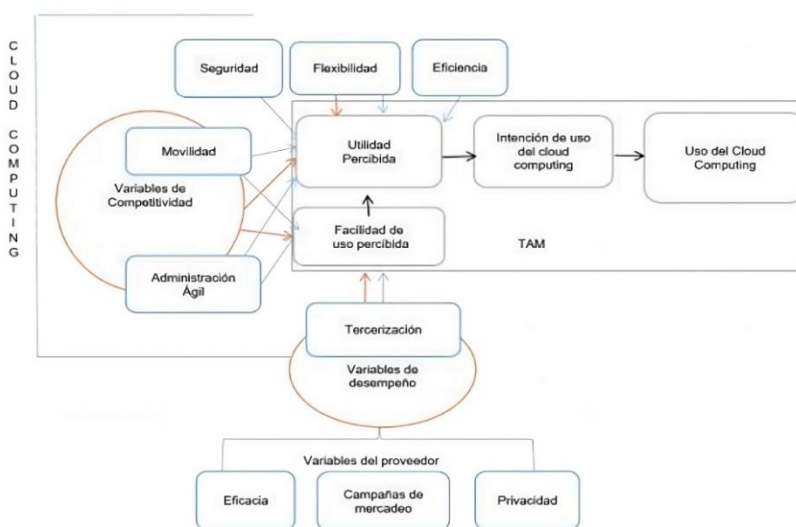 CLOUD COMPUTING
Seguridad
Flexibilidad
Eficiencia
Movilidad
Variables de
Competitividad
Administración
Ágil
Utilidad
Percibida
Intención de uso
del cloud
computing
Uso del Cloud
Computing
Facilidad de
uso percibida
TAM
Tercerización
Variables de
desempeño
Variables del proveedor
Eficacia
Campañas de
mercadeo
Privacidad